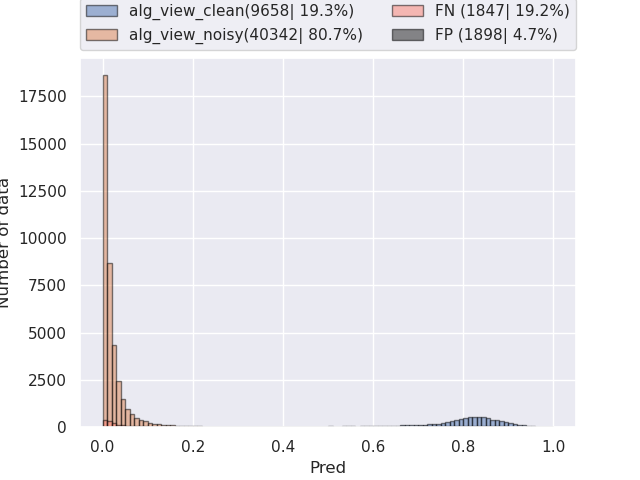 alg_view_clean(9658| 19.3%)
alg_view_noisy(40342| 80.7%)
FN (1847| 19.2%)
FP (1898| 4.7%)
17500
15000
12500
10000
7500
5000
2500
0
Number of data
0.0 0.2 0.4 0.6 0.8 1.0
Pred